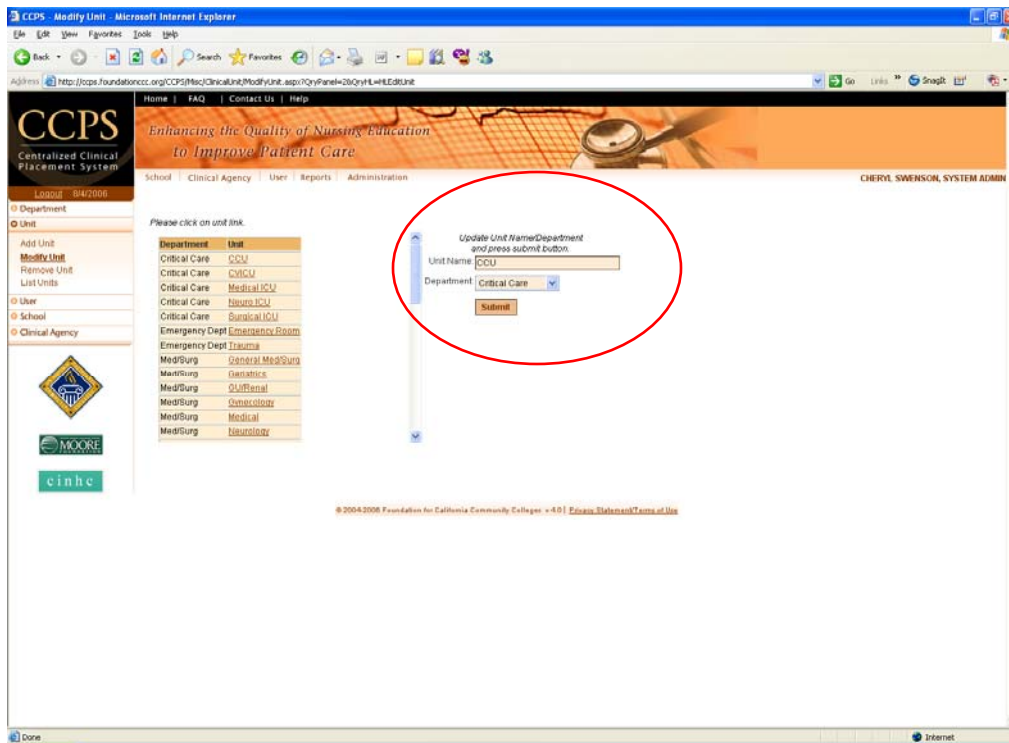 CCPS - Modify Unit - Microsoft Internet Explorer
File Edit View Favorites Tools Help
Back Search Favorites
Address http://ccps.foundationccc.org/CCPS/Misc/ClinicalUnit/ModifyUnit.aspx?QryPanel=2&QryHL=HLEditUnit Go Links » SnagIt
Home | FAQ | Contact Us | Help
CCPS
Centralized Clinical
Placement System
Enhancing the Quality of Nursing Education
to Improve Patient Care
School | Clinical Agency | User | Reports | Administration
CHERYL SWENSON, SYSTEM ADMIN
Logout 8/4/2006
Department
Unit
Add Unit
Modify Unit
Remove Unit
List Units
User
School
Clinical Agency
MOORE
cinhc
Please click on unit link.
Department Unit
Critical Care CCU
Critical Care CVICU
Critical Care Medical ICU
Critical Care Neuro ICU
Critical Care Surgical ICU
Emergency Dept Emergency Room
Emergency Dept Trauma
Med/Surg General Med/Surg
Med/Surg Geriatrics
Med/Surg GU/Renal
Med/Surg Gynecology
Med/Surg Medical
Med/Surg Neurology
Update Unit Name/Department
and press submit button.
Unit Name: CCU
Department: Critical Care
Submit
© 2004-2006 Foundation for California Community Colleges v 4.0 | Privacy Statement/Terms of Use
Done
Internet